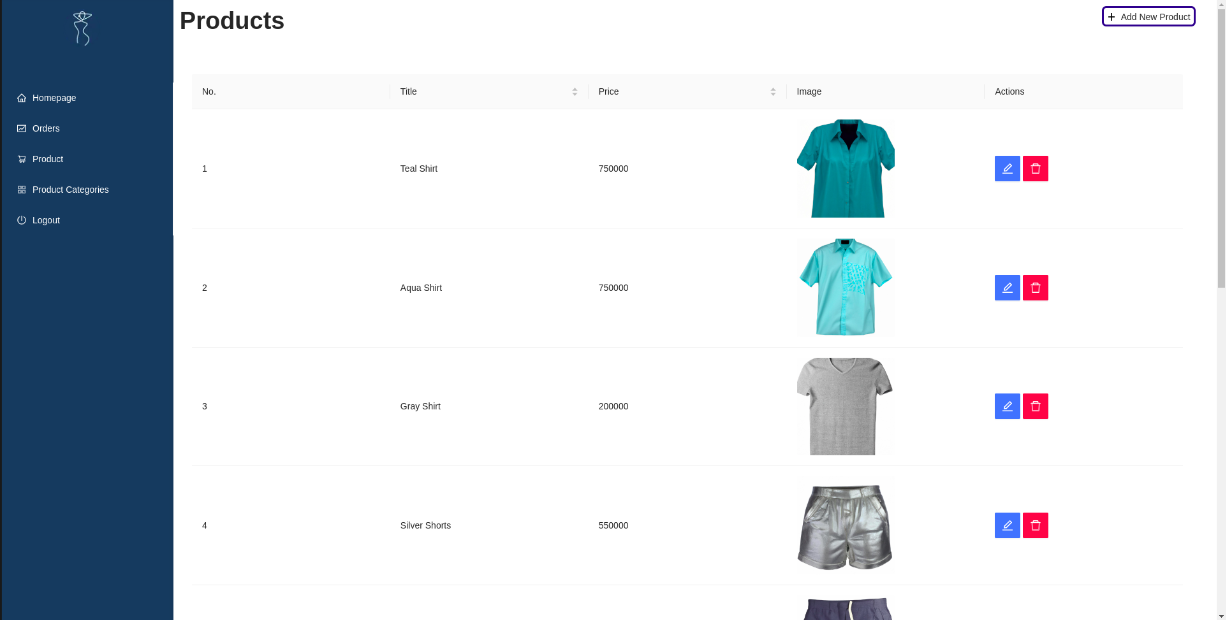 Products
Add New Product
Homepage
Orders
Product
Product Categories
Logout
No. Title Price Image Actions
1 Teal Shirt 750000
2 Aqua Shirt 750000
3 Gray Shirt 200000
4 Silver Shorts 550000